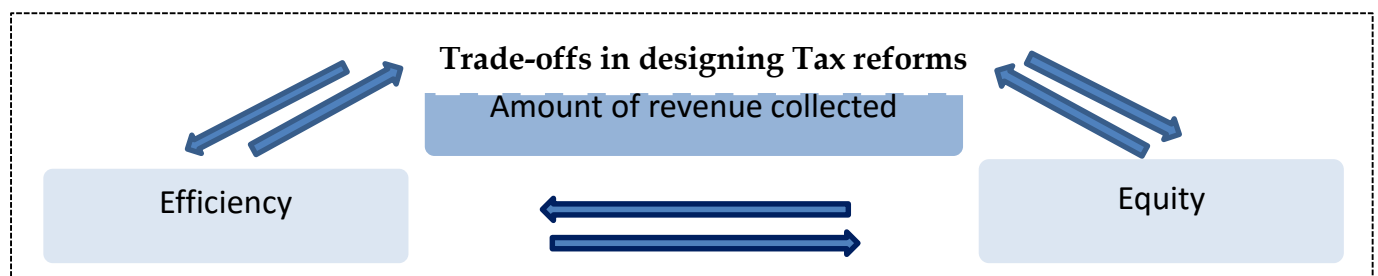 Trade-offs in designing Tax reforms
Amount of revenue collected
Efficiency
Equity